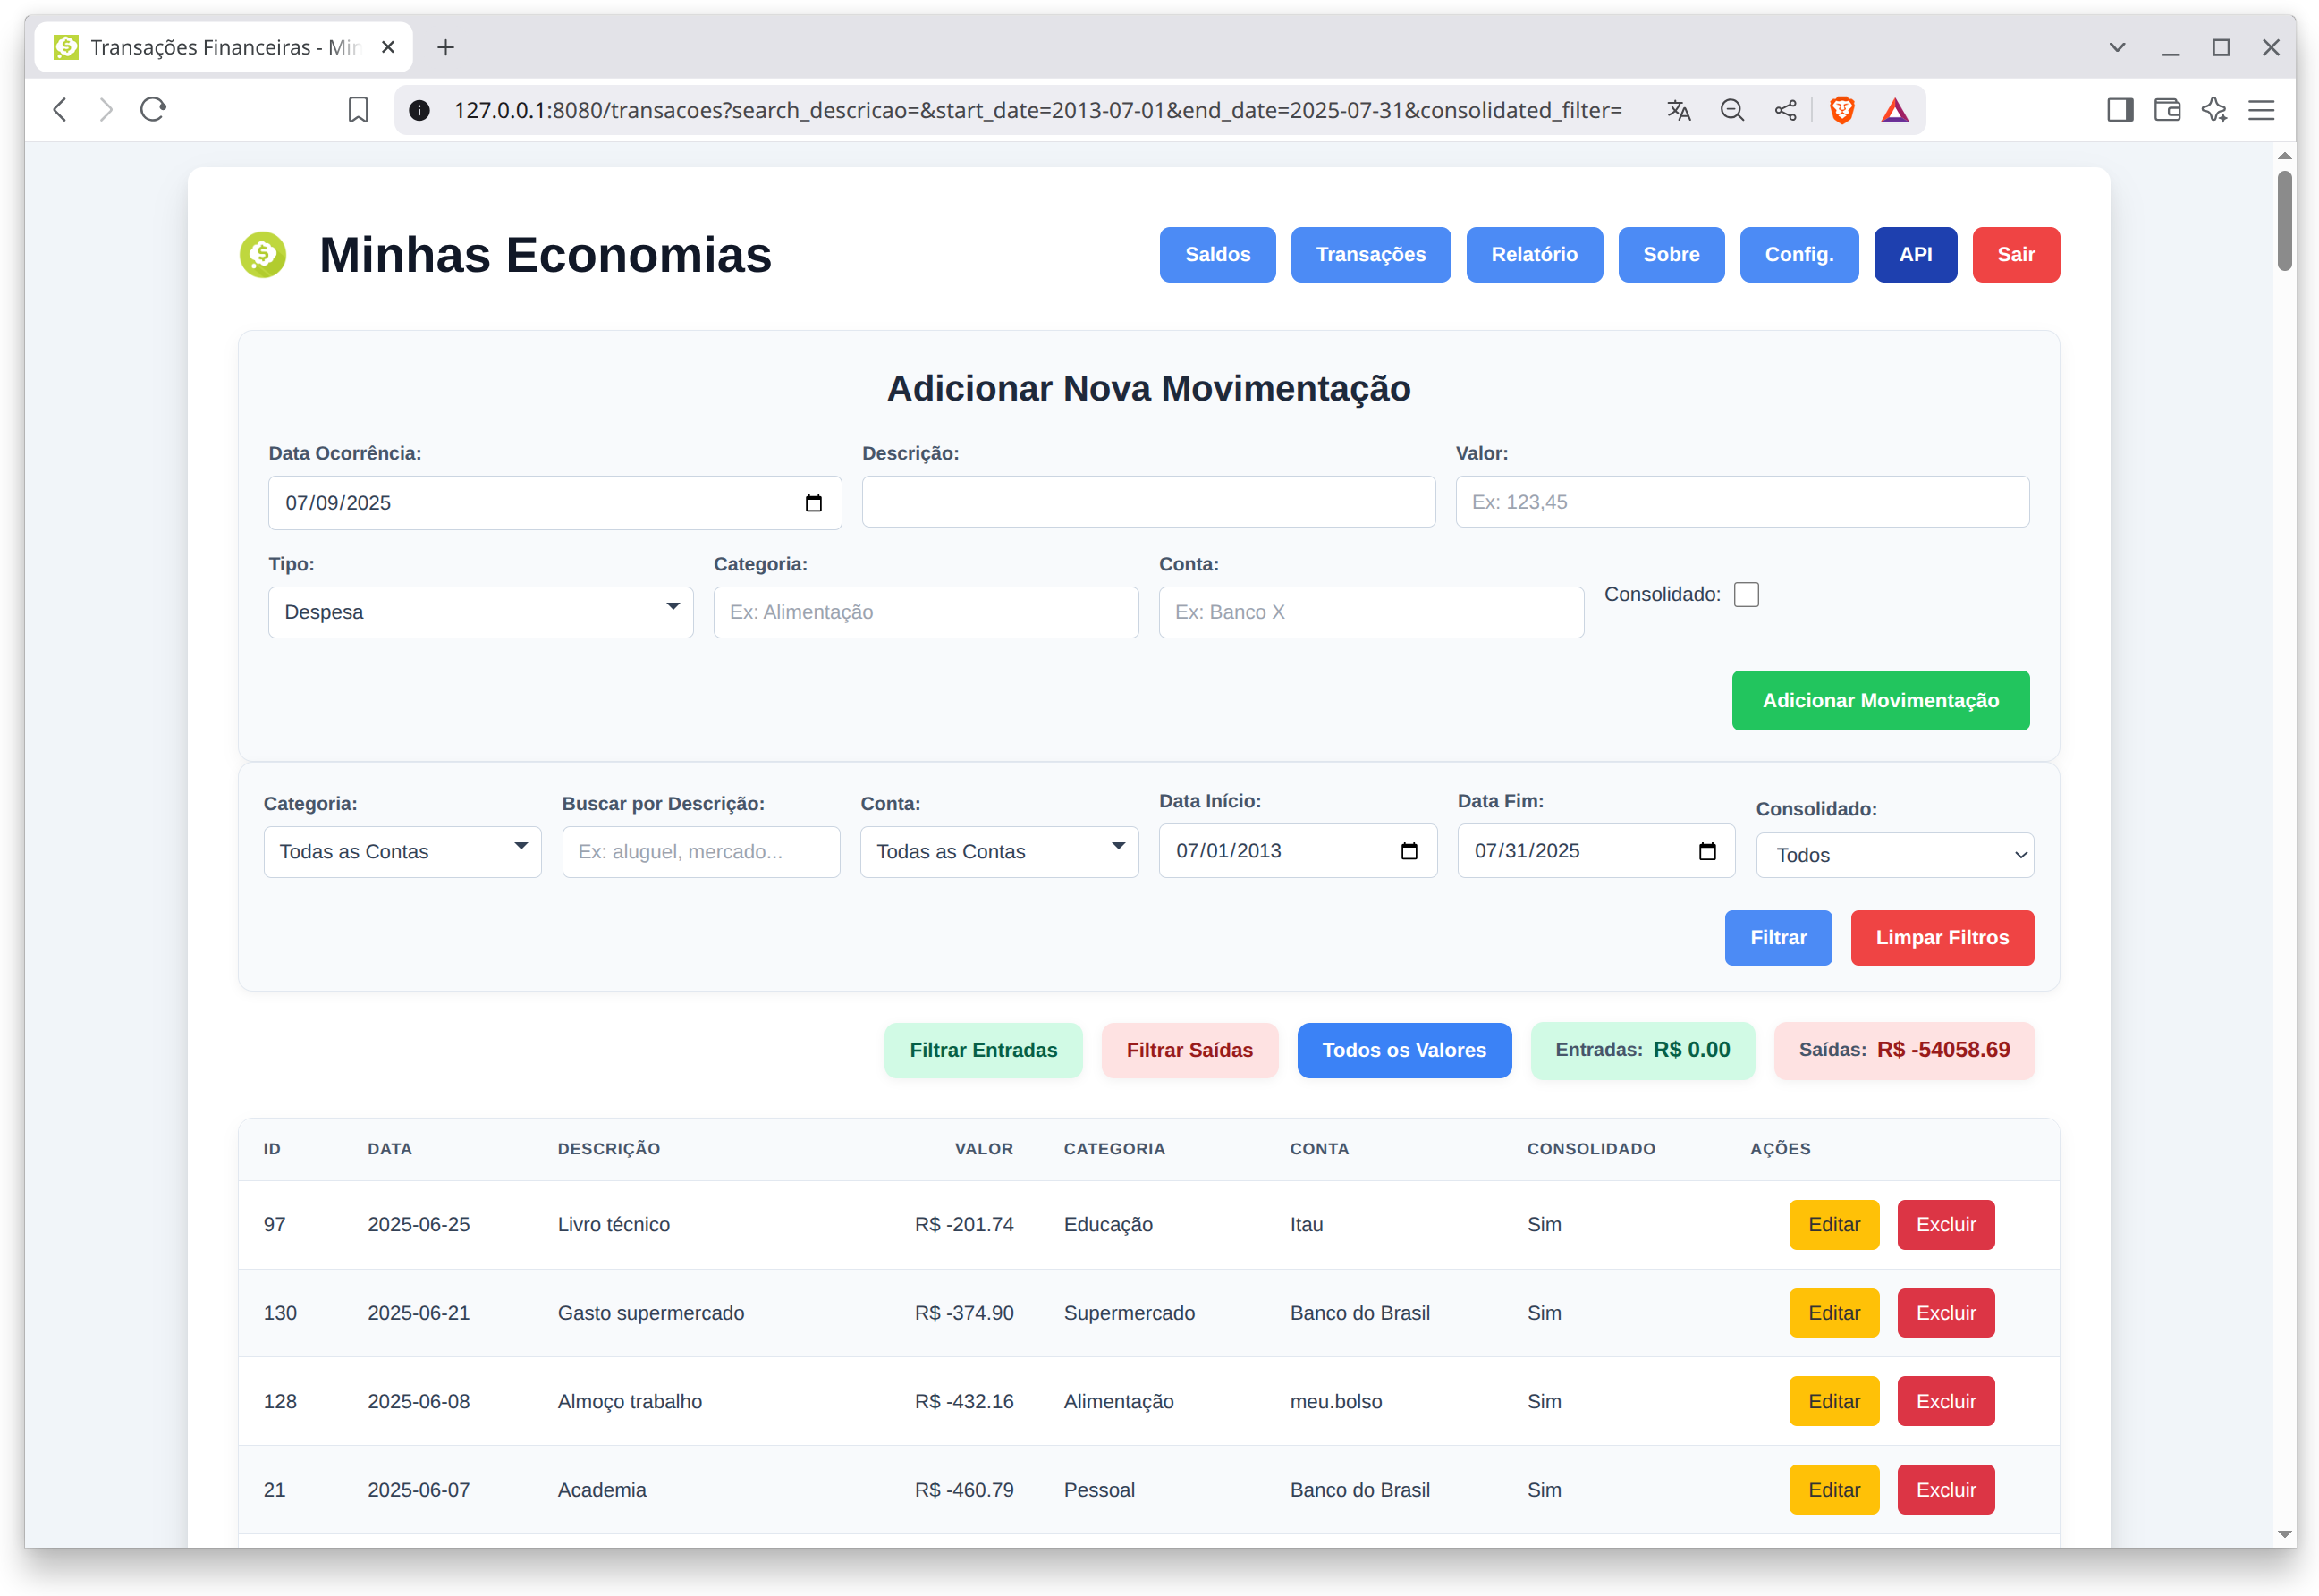 Transações Financeiras - Min
127.0.0.1:8080/transacoes?search_descricao=&start_date=2013-07-01&end_date=2025-07-31&consolidated_filter=
Minhas Economias
Saldos
Transações
Relatório
Sobre
Config.
API
Sair
Adicionar Nova Movimentação
Data Ocorrência: Descrição: Valor:
07/09/2025 Ex: 123,45
Tipo: Categoria: Conta:
Consolidado:
Despesa Ex: Alimentação Ex: Banco X
Adicionar Movimentação
Categoria: Buscar por Descrição: Conta: Data Início: Data Fim: Consolidado:
Todas as Contas Ex: aluguel, mercado... Todas as Contas 07/01/2013 07/31/2025 Todos
Filtrar Limpar Filtros
Filtrar Entradas Filtrar Saídas Todos os Valores Entradas: R$ 0.00 Saídas: R$ -54058.69
ID DATA DESCRIÇÃO VALOR CATEGORIA CONTA CONSOLIDADO AÇÕES
97 2025-06-25 Livro técnico R$ -201.74 Educação Itau Sim Editar Excluir
130 2025-06-21 Gasto supermercado R$ -374.90 Supermercado Banco do Brasil Sim Editar Excluir
128 2025-06-08 Almoço trabalho R$ -432.16 Alimentação meu.bolso Sim Editar Excluir
21 2025-06-07 Academia R$ -460.79 Pessoal Banco do Brasil Sim Editar Excluir